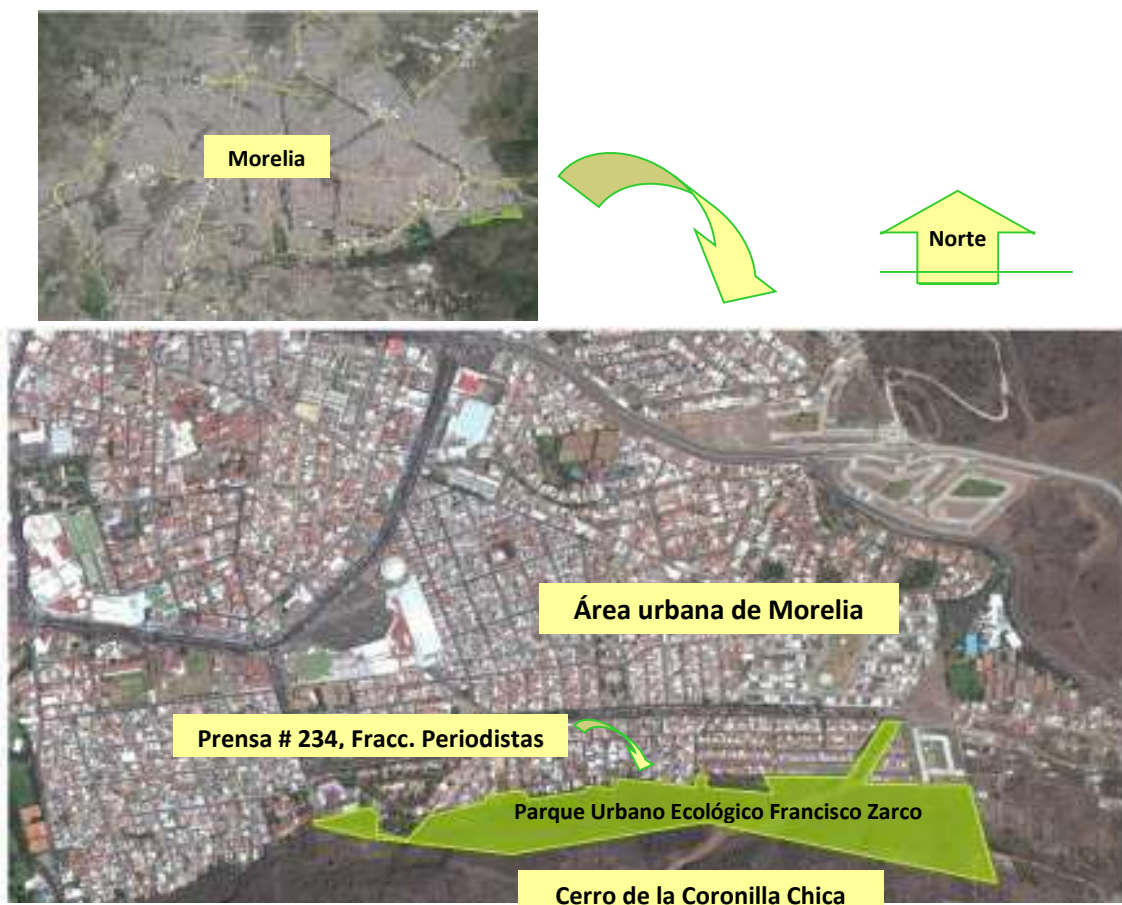 Morelia
Norte
Área urbana de Morelia
Prensa # 234, Fracc. Periodistas
Parque Urbano Ecológico Francisco Zarco
Cerro de la Coronilla Chica